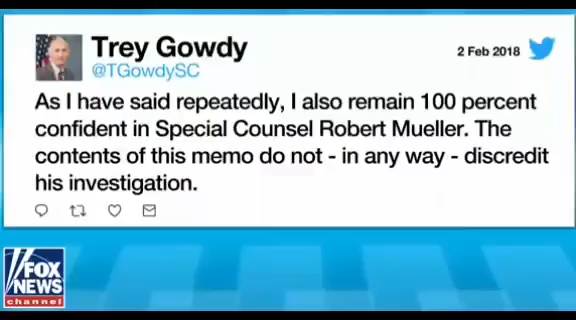 Trey Gowdy
@TGowdySC
2 Feb 2018
As I have said repeatedly, I also remain 100 percent
confident in Special Counsel Robert Mueller. The
contents of this memo do not - in any way - discredit
his investigation.
FOX
NEWS
channel